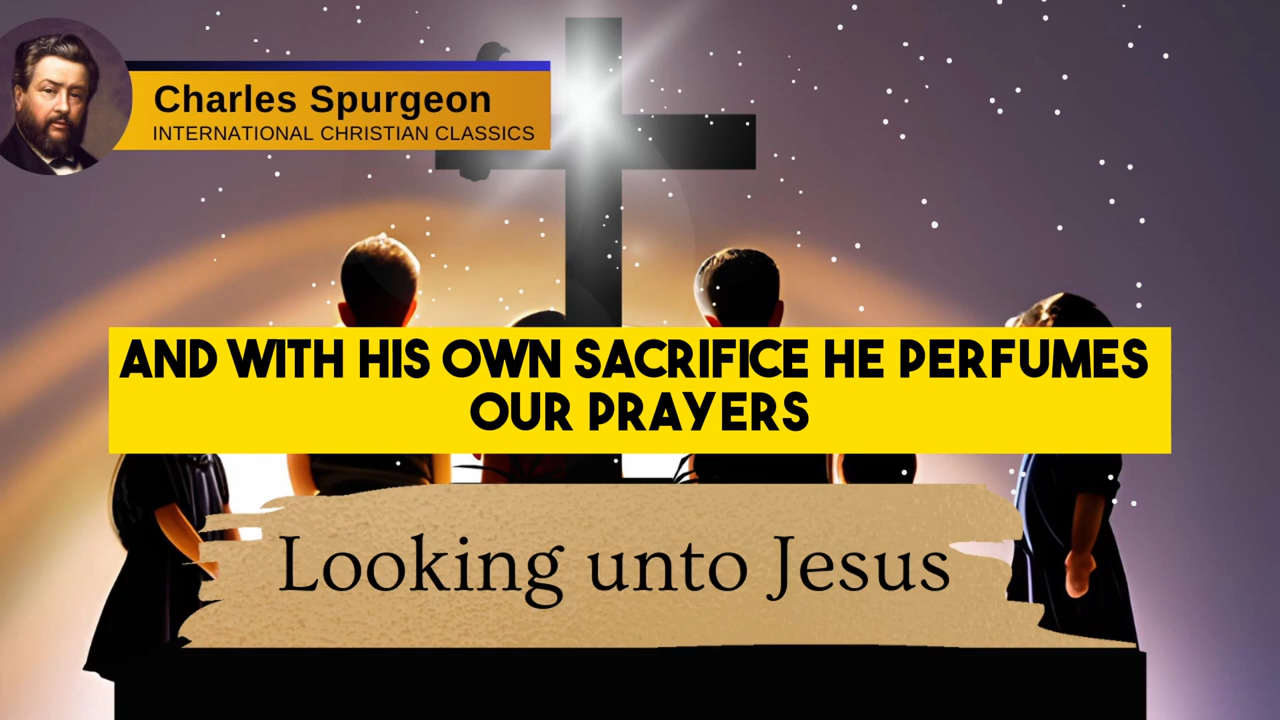 Charles Spurgeon
INTERNATIONAL CHRISTIAN CLASSICS
AND WITH HIS OWN SACRIFICE HE PERFUMES
OUR PRAYERS
Looking unto Jesus